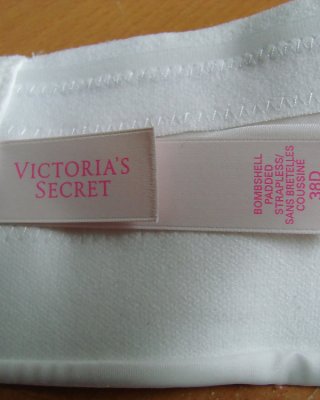 VICTORIA'S
SECRET
BOMBSHELL
PADDED
STRAPLESS/
SANS BRETELLES
COUSSINÉ
38D